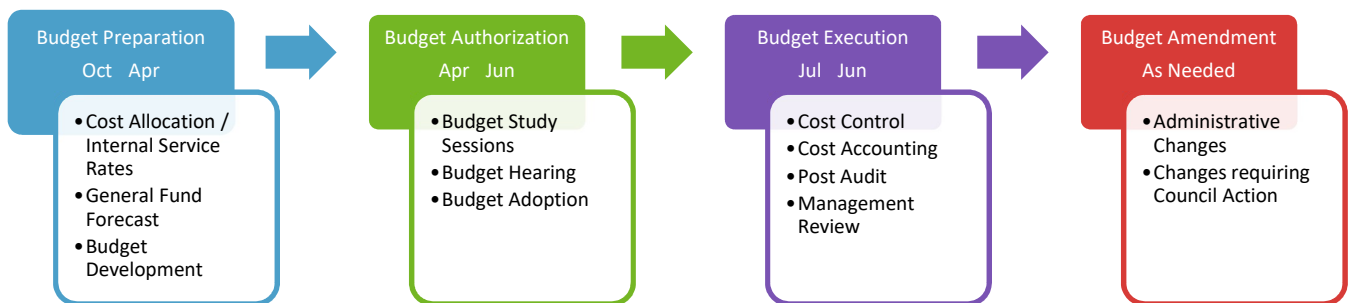 Budget Preparation
Oct Apr
• Cost Allocation /
Internal Service
Rates
• General Fund
Forecast
• Budget
Development
Budget Authorization
Apr Jun
• Budget Study
Sessions
• Budget Hearing
• Budget Adoption
Budget Execution
Jul Jun
• Cost Control
• Cost Accounting
• Post Audit
• Management
Review
Budget Amendment
As Needed
• Administrative
Changes
• Changes requiring
Council Action